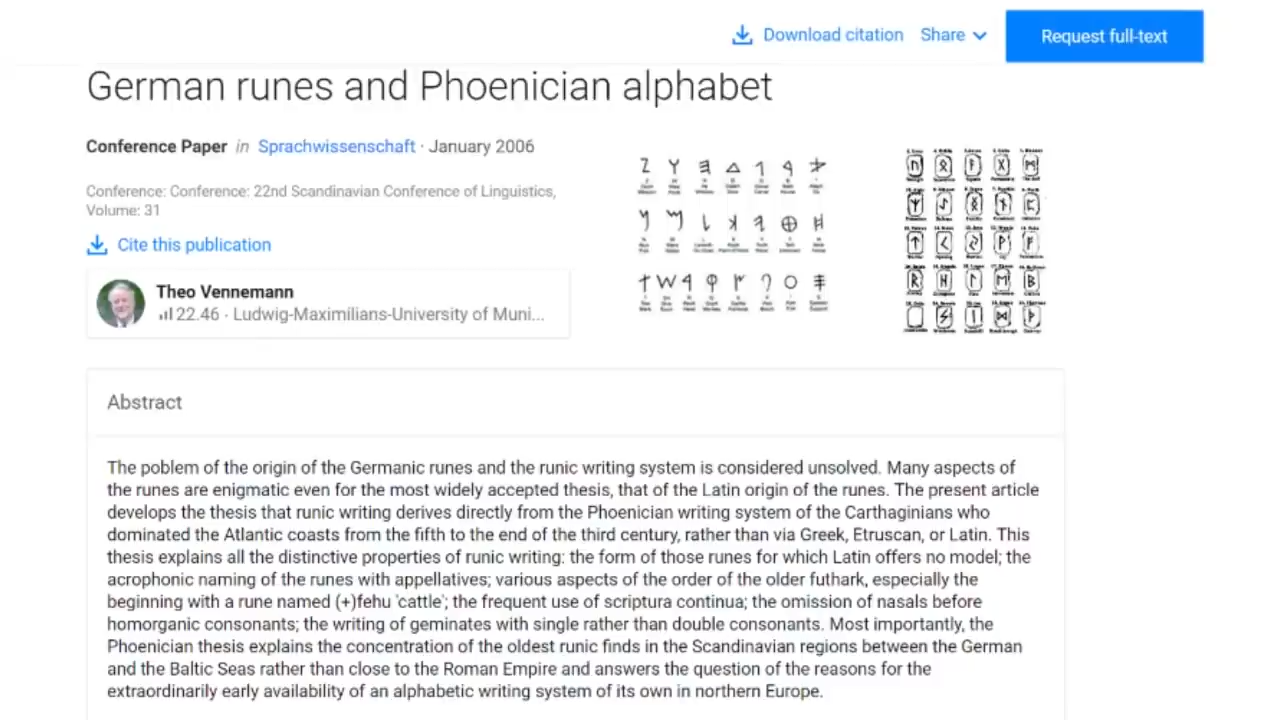 Download citation Share Request full-text
German runes and Phoenician alphabet
Conference Paper in Sprachwissenschaft · January 2006
Conference: Conference: 22nd Scandinavian Conference of Linguistics,
Volume: 31
Cite this publication
Theo Vennemann
22.46 · Ludwig-Maximilians-University of Muni...
Abstract
The poblem of the origin of the Germanic runes and the runic writing system is considered unsolved. Many aspects of
the runes are enigmatic even for the most widely accepted thesis, that of the Latin origin of the runes. The present article
develops the thesis that runic writing derives directly from the Phoenician writing system of the Carthaginians who
dominated the Atlantic coasts from the fifth to the end of the third century, rather than via Greek, Etruscan, or Latin. This
thesis explains all the distinctive properties of runic writing: the form of those runes for which Latin offers no model; the
acrophonic naming of the runes with appellatives; various aspects of the order of the older futhark, especially the
beginning with a rune named (+)fehu 'cattle'; the frequent use of scriptura continua; the omission of nasals before
homorganic consonants; the writing of geminates with single rather than double consonants. Most importantly, the
Phoenician thesis explains the concentration of the oldest runic finds in the Scandinavian regions between the German
and the Baltic Seas rather than close to the Roman Empire and answers the question of the reasons for the
extraordinarily early availability of an alphabetic writing system of its own in northern Europe.